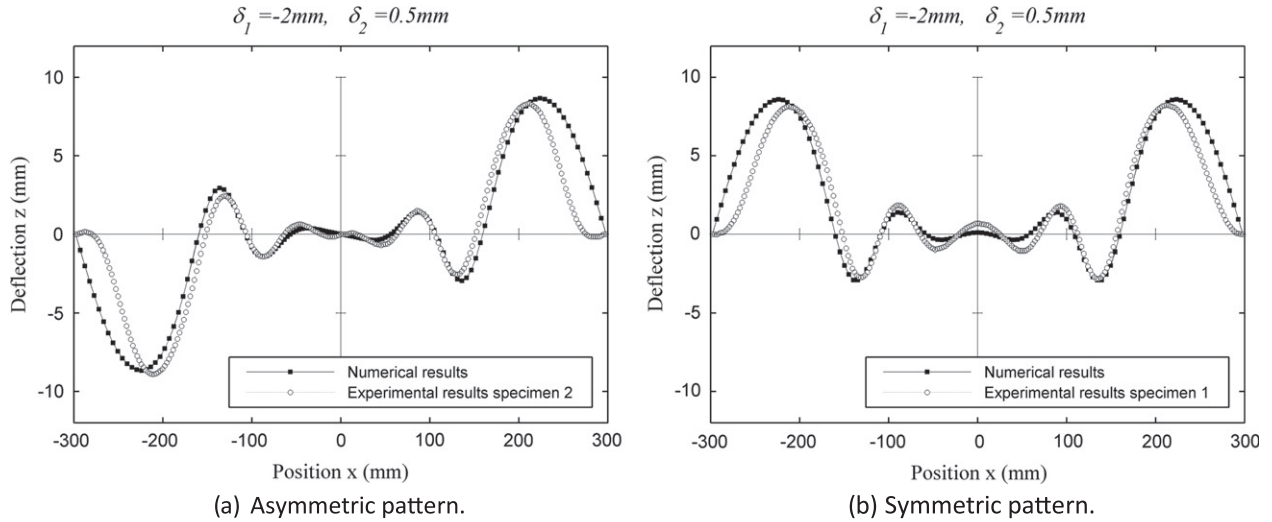 δ1 =-2mm, δ2 =0.5mm
10
5
0
-5
-10
Deflection z (mm)
Numerical results
Experimental results specimen 2
-300 -200 -100 0 100 200 300
Position x (mm)
(a) Asymmetric pattern.
δ1 =-2mm, δ2 =0.5mm
10
5
0
-5
-10
Deflection z (mm)
Numerical results
Experimental results specimen 1
-300 -200 -100 0 100 200 300
Position x (mm)
(b) Symmetric pattern.